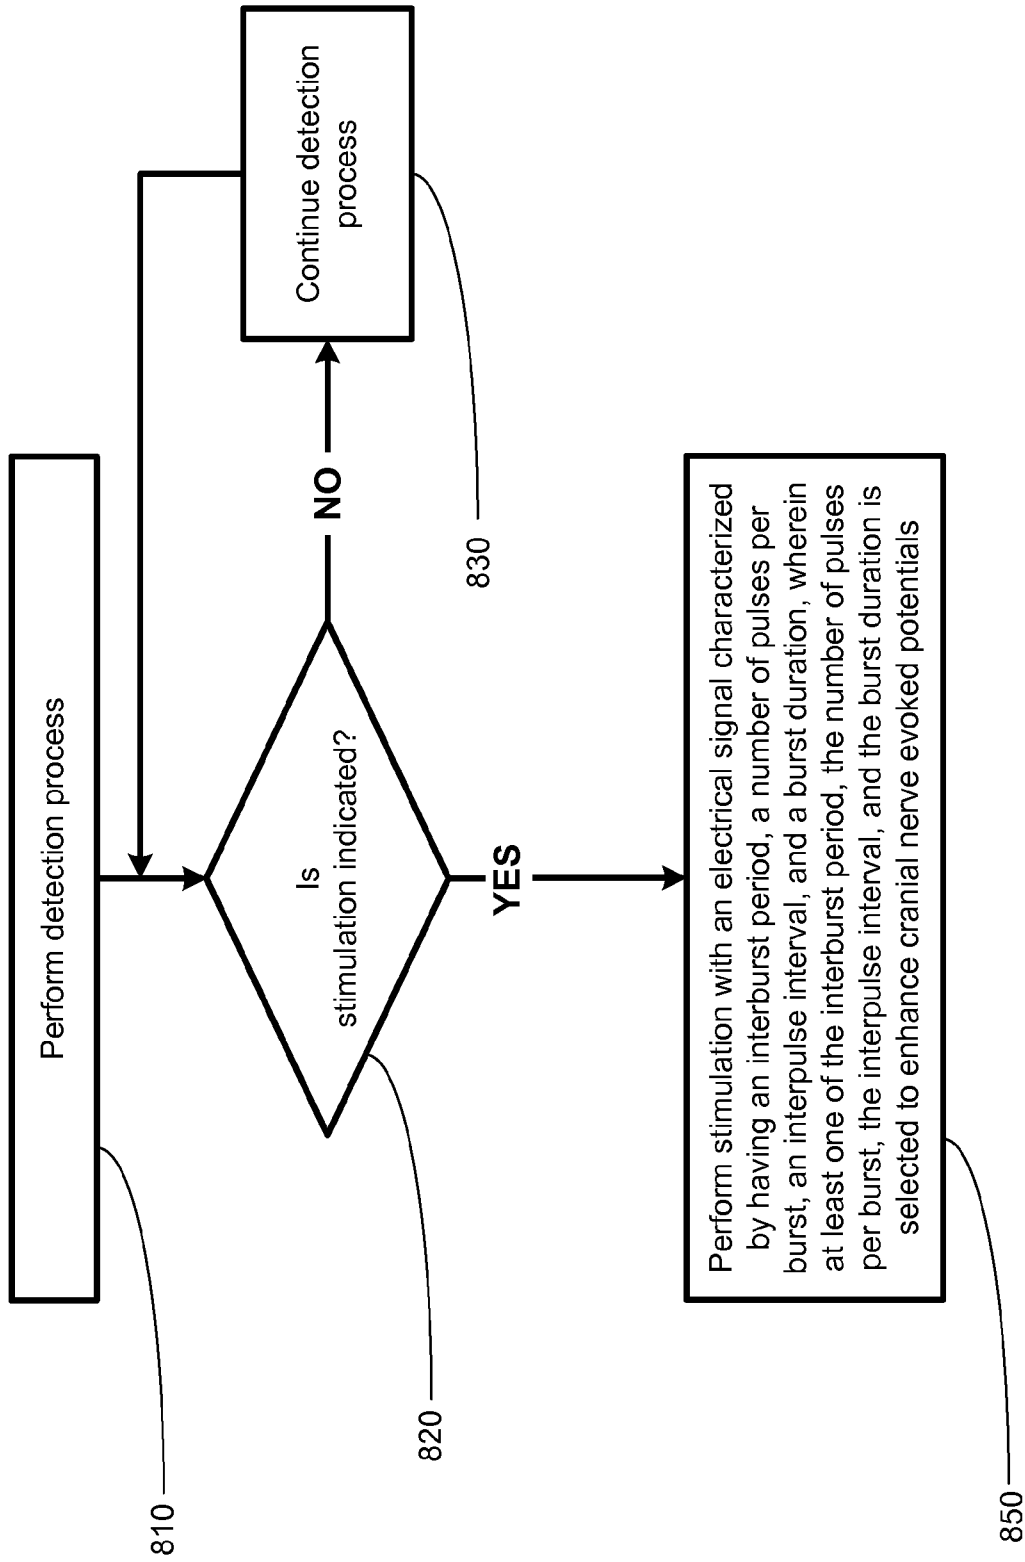 Perform detection process
810
Is
stimulation indicated?
820
NO
Continue detection
process
830
YES
Perform stimulation with an electrical signal characterized
by having an interburst period, a number of pulses per
burst, an interpulse interval, and a burst duration, wherein
at least one of the interburst period, the number of pulses
per burst, the interpulse interval, and the burst duration is
selected to enhance cranial nerve evoked potentials
850